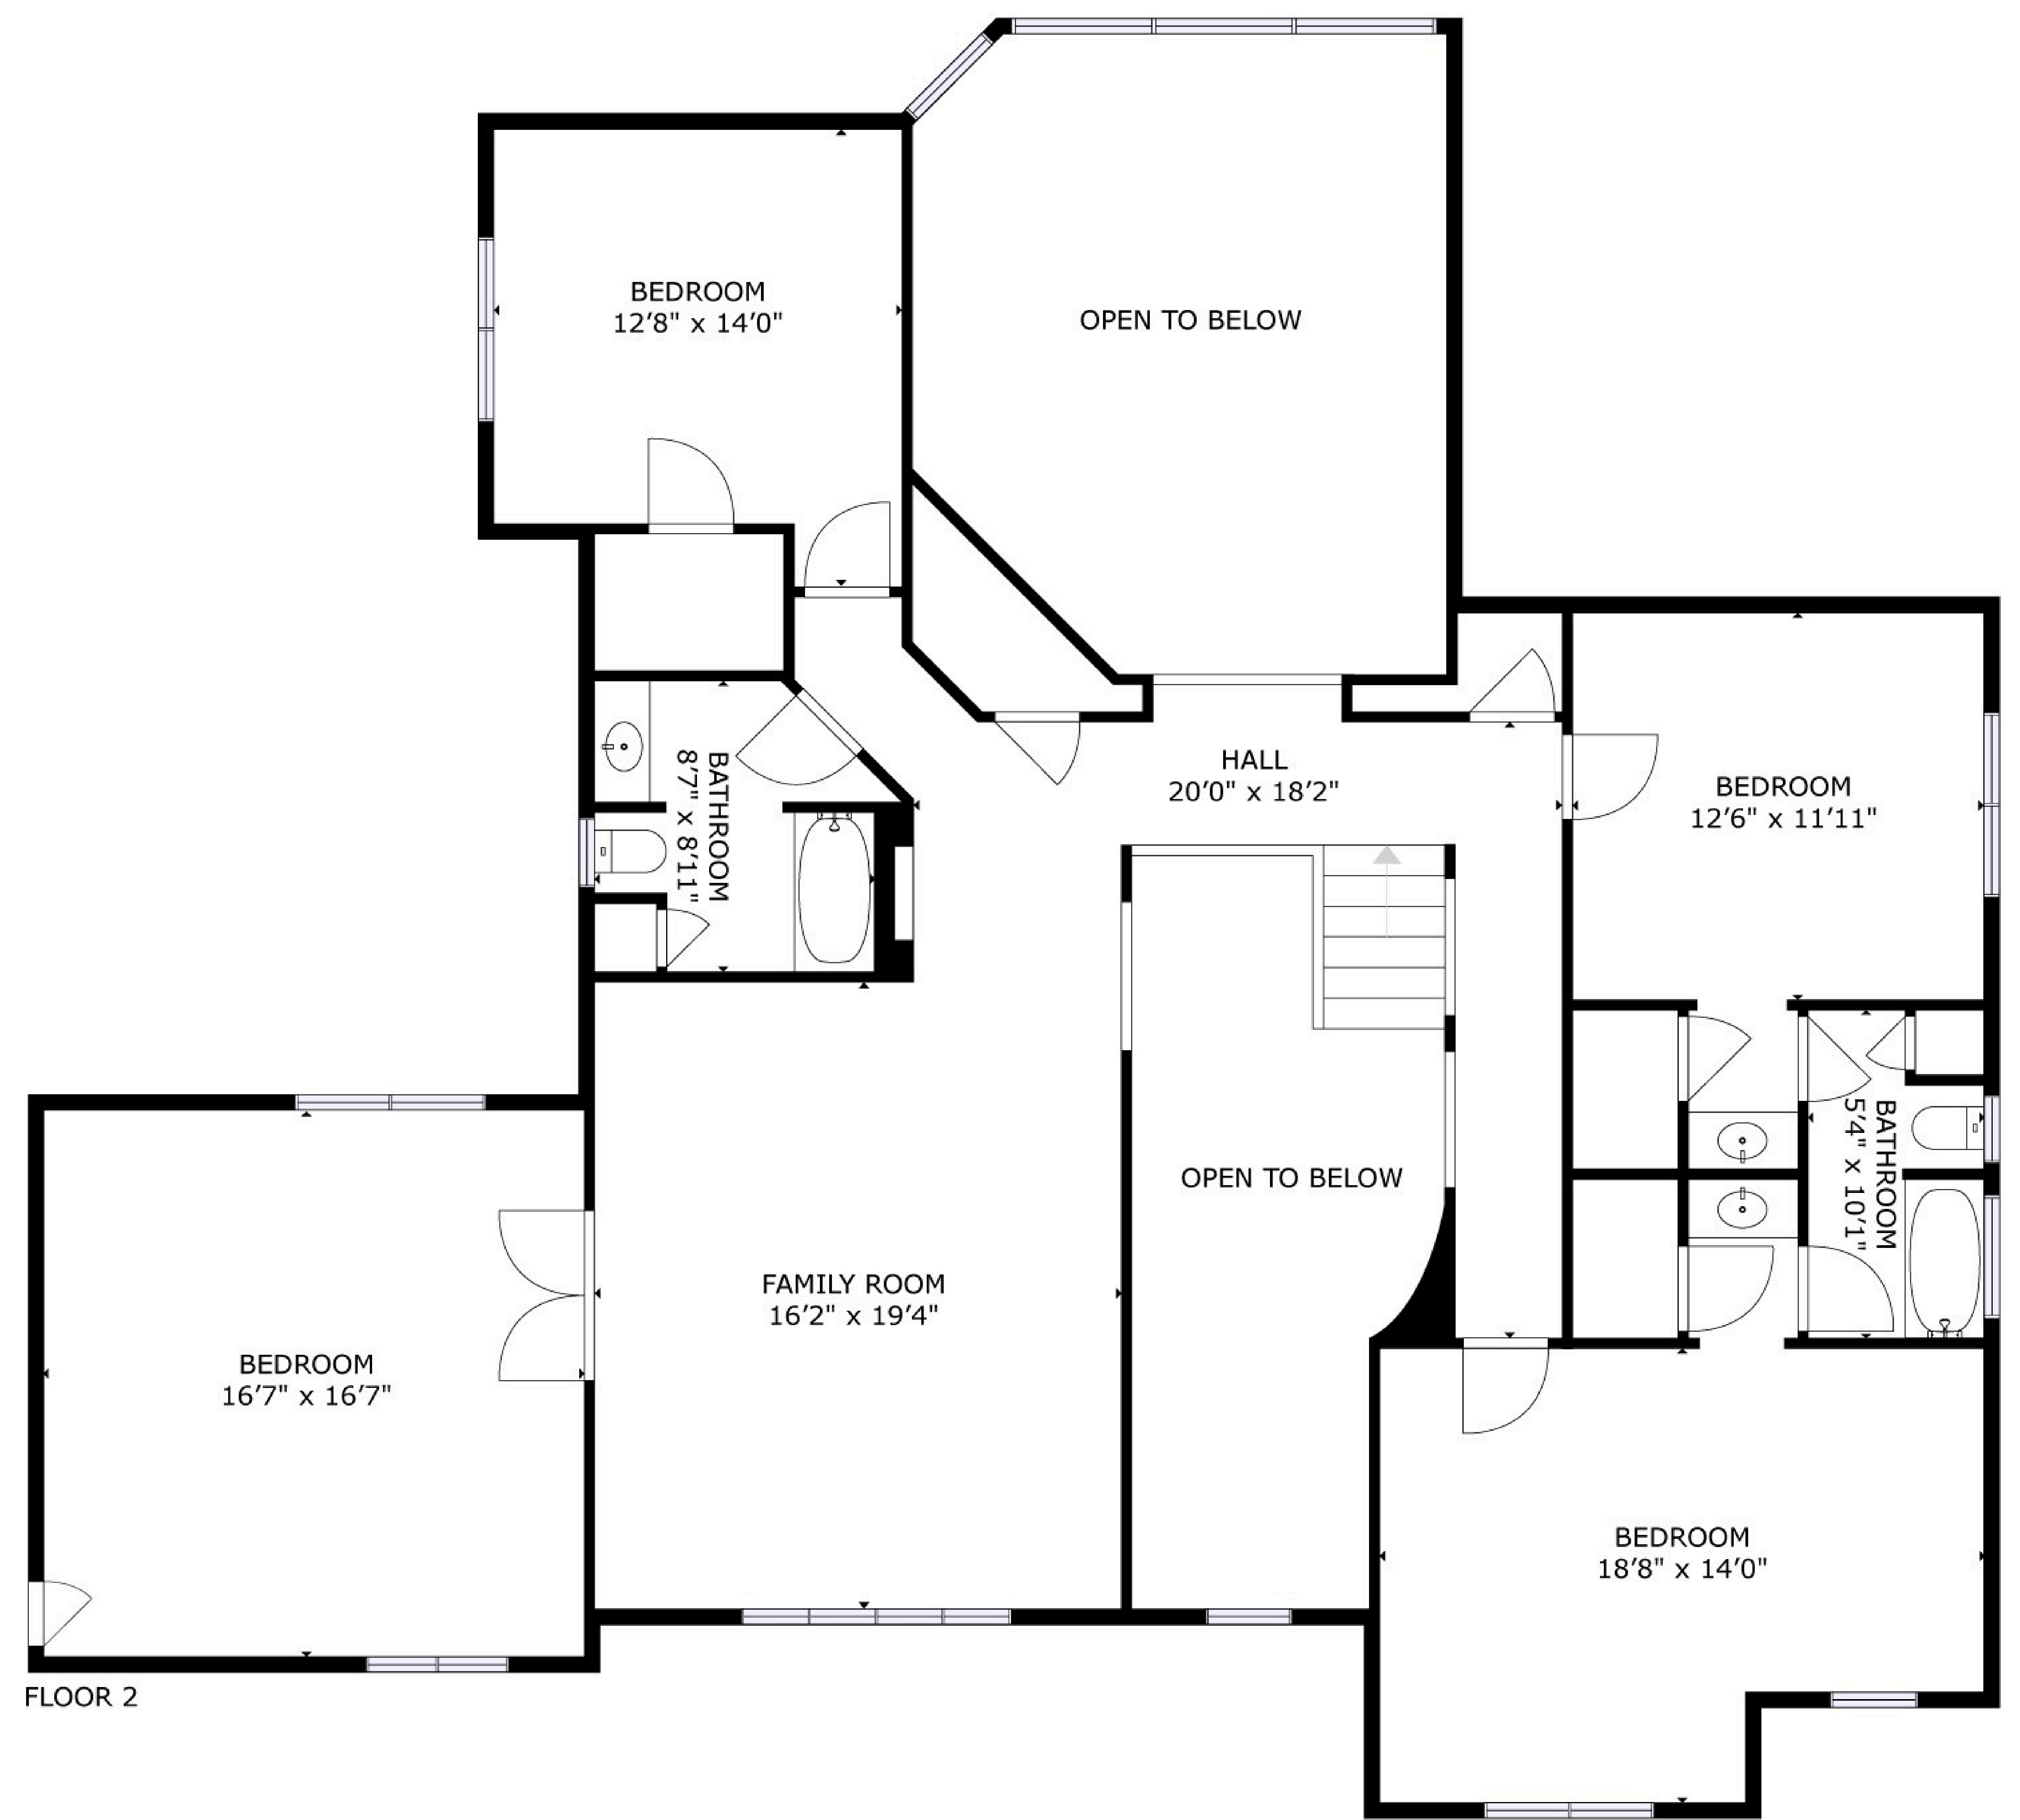 BEDROOM
12'8" x 14'0"
OPEN TO BELOW
HALL
20'0" x 18'2"
BEDROOM
12'6" x 11'11"
BATHROOM
8'7" x 8'11"
BATHROOM
5'4" x 10'1"
OPEN TO BELOW
FAMILY ROOM
16'2" x 19'4"
BEDROOM
16'7" x 16'7"
BEDROOM
18'8" x 14'0"
FLOOR 2